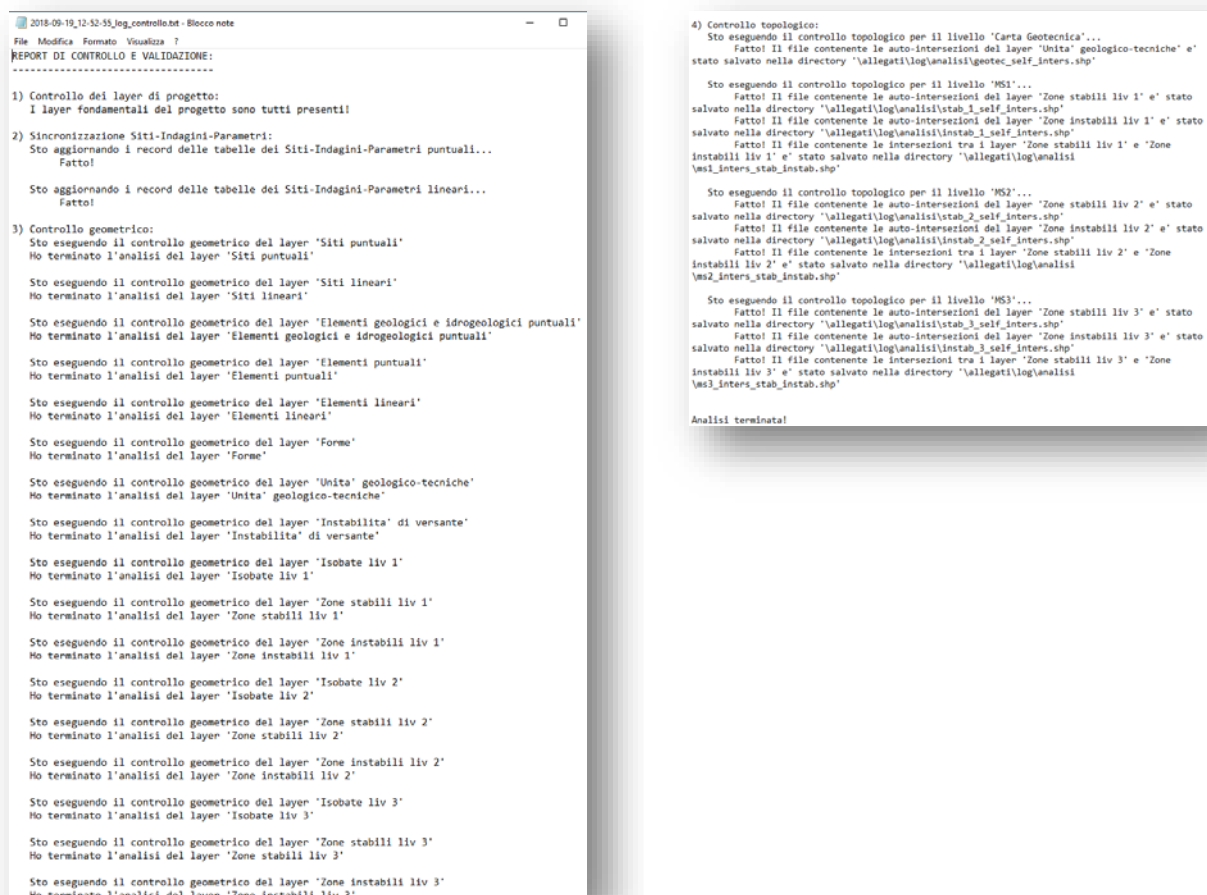 2018-09-19_12-52-55_log_controllo.txt - Blocco note
File Modifica Formato Visualizza ?
REPORT DI CONTROLLO E VALIDAZIONE:
----------------------------------
1) Controllo dei layer di progetto:
I layer fondamentali del progetto sono tutti presenti!
2) Sincronizzazione Siti-Indagini-Parametri:
Sto aggiornando i record delle tabelle dei Siti-Indagini-Parametri puntuali...
Fatto!
Sto aggiornando i record delle tabelle dei Siti-Indagini-Parametri lineari...
Fatto!
3) Controllo geometrico:
Sto eseguendo il controllo geometrico del layer 'Siti puntuali'
Ho terminato l'analisi del layer 'Siti puntuali'
Sto eseguendo il controllo geometrico del layer 'Siti lineari'
Ho terminato l'analisi del layer 'Siti lineari'
Sto eseguendo il controllo geometrico del layer 'Elementi geologici e idrogeologici puntuali'
Ho terminato l'analisi del layer 'Elementi geologici e idrogeologici puntuali'
Sto eseguendo il controllo geometrico del layer 'Elementi puntuali'
Ho terminato l'analisi del layer 'Elementi puntuali'
Sto eseguendo il controllo geometrico del layer 'Elementi lineari'
Ho terminato l'analisi del layer 'Elementi lineari'
Sto eseguendo il controllo geometrico del layer 'Forme'
Ho terminato l'analisi del layer 'Forme'
Sto eseguendo il controllo geometrico del layer 'Unita' geologico-tecniche'
Ho terminato l'analisi del layer 'Unita' geologico-tecniche'
Sto eseguendo il controllo geometrico del layer 'Instabilita' di versante'
Ho terminato l'analisi del layer 'Instabilita' di versante'
Sto eseguendo il controllo geometrico del layer 'Isobate liv 1'
Ho terminato l'analisi del layer 'Isobate liv 1'
Sto eseguendo il controllo geometrico del layer 'Zone stabili liv 1'
Ho terminato l'analisi del layer 'Zone stabili liv 1'
Sto eseguendo il controllo geometrico del layer 'Zone instabili liv 1'
Ho terminato l'analisi del layer 'Zone instabili liv 1'
Sto eseguendo il controllo geometrico del layer 'Isobate liv 2'
Ho terminato l'analisi del layer 'Isobate liv 2'
Sto eseguendo il controllo geometrico del layer 'Zone stabili liv 2'
Ho terminato l'analisi del layer 'Zone stabili liv 2'
Sto eseguendo il controllo geometrico del layer 'Zone instabili liv 2'
Ho terminato l'analisi del layer 'Zone instabili liv 2'
Sto eseguendo il controllo geometrico del layer 'Isobate liv 3'
Ho terminato l'analisi del layer 'Isobate liv 3'
Sto eseguendo il controllo geometrico del layer 'Zone stabili liv 3'
Ho terminato l'analisi del layer 'Zone stabili liv 3'
Sto eseguendo il controllo geometrico del layer 'Zone instabili liv 3'
Ho terminato l'analisi del layer 'Zone instabili liv 3'
4) Controllo topologico:
Sto eseguendo il controllo topologico per il livello 'Carta Geotecnica'...
Fatto! Il file contenente le auto-intersezioni del layer 'Unita' geologico-tecniche' e'
stato salvato nella directory '\allegati\log\analisi\geotec_self_inters.shp'
Sto eseguendo il controllo topologico per il livello 'MS1'...
Fatto! Il file contenente le auto-intersezioni del layer 'Zone stabili liv 1' e' stato
salvato nella directory '\allegati\log\analisi\stab_1_self_inters.shp'
Fatto! Il file contenente le auto-intersezioni del layer 'Zone instabili liv 1' e' stato
salvato nella directory '\allegati\log\analisi\instab_1_self_inters.shp'
Fatto! Il file contenente le intersezioni tra i layer 'Zone stabili liv 1' e 'Zone
instabili liv 1' e' stato salvato nella directory '\allegati\log\analisi
\ms1_inters_stab_instab.shp'
Sto eseguendo il controllo topologico per il livello 'MS2'...
Fatto! Il file contenente le auto-intersezioni del layer 'Zone stabili liv 2' e' stato
salvato nella directory '\allegati\log\analisi\stab_2_self_inters.shp'
Fatto! Il file contenente le auto-intersezioni del layer 'Zone instabili liv 2' e' stato
salvato nella directory '\allegati\log\analisi\instab_2_self_inters.shp'
Fatto! Il file contenente le intersezioni tra i layer 'Zone stabili liv 2' e 'Zone
instabili liv 2' e' stato salvato nella directory '\allegati\log\analisi
\ms2_inters_stab_instab.shp'
Sto eseguendo il controllo topologico per il livello 'MS3'...
Fatto! Il file contenente le auto-intersezioni del layer 'Zone stabili liv 3' e' stato
salvato nella directory '\allegati\log\analisi\stab_3_self_inters.shp'
Fatto! Il file contenente le auto-intersezioni del layer 'Zone instabili liv 3' e' stato
salvato nella directory '\allegati\log\analisi\instab_3_self_inters.shp'
Fatto! Il file contenente le intersezioni tra i layer 'Zone stabili liv 3' e 'Zone
instabili liv 3' e' stato salvato nella directory '\allegati\log\analisi
\ms3_inters_stab_instab.shp'
Analisi terminata!